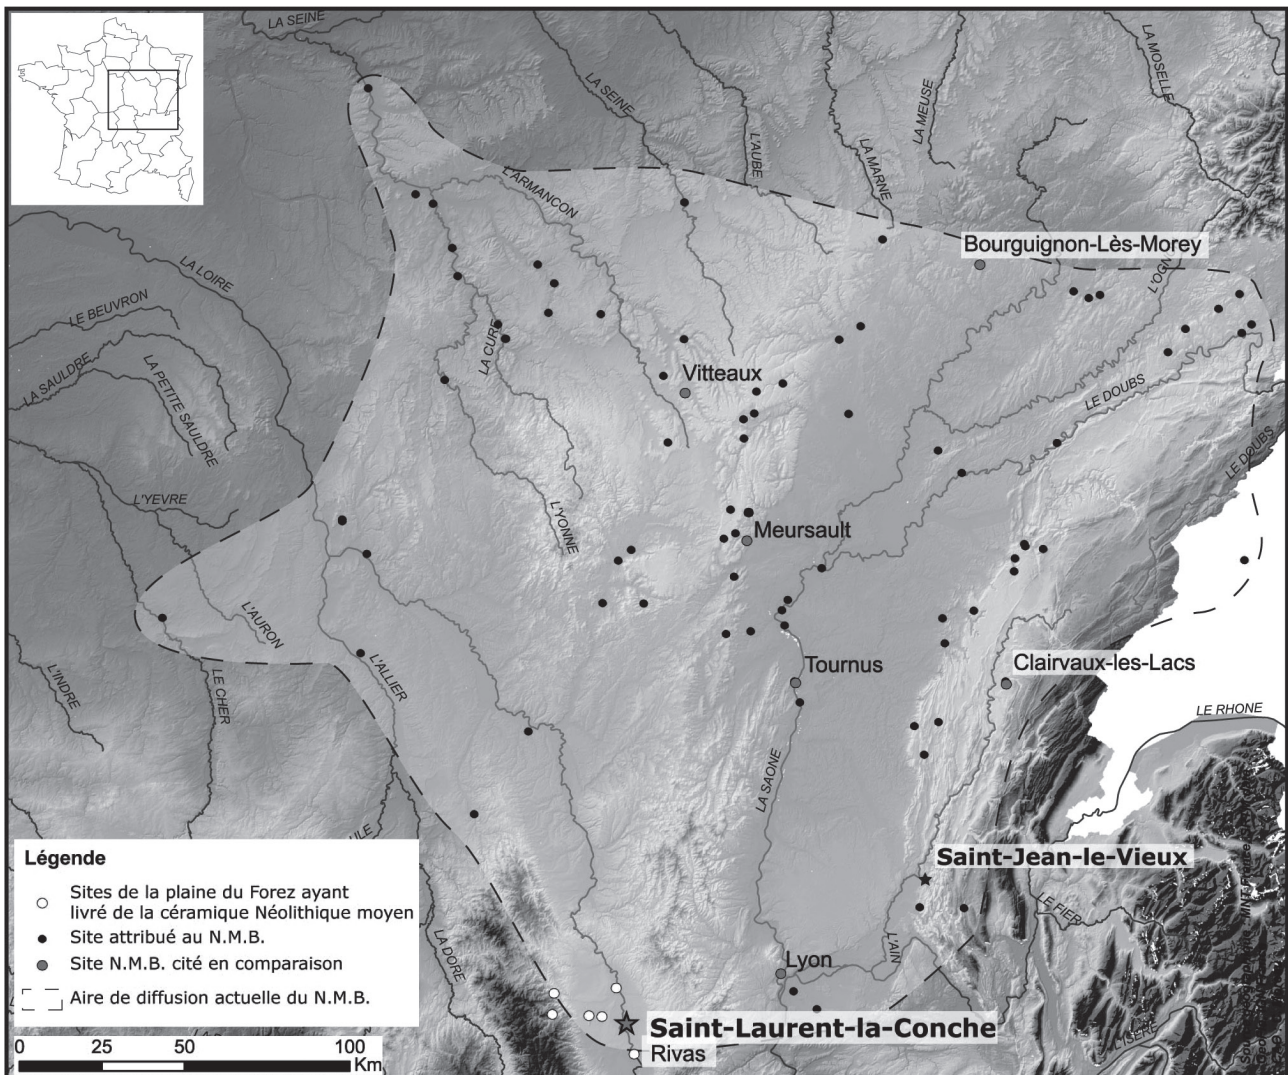 LA SEINE
LA SEINE
L'AUBE
LA MARNE
LA MEUSE
LA MOSELLE
L'ARMANCON
LA LOIRE
LE BEUVRON
LA SAULDRE
LA PETITE SAULDRE
L'YEVRE
LA CURE
L'YONNE
Bourguignon-Lès-Morey
Vitteaux
LE DOUBS
LE DOUBS
Meursault
L'AURON
L'INDRE
LE CHER
L'ALLIER
Tournus
Clairvaux-les-Lacs
LE RHONE
LA SAONE
Saint-Jean-le-Vieux
LE FIER
L'AIN
Lyon
LA DORE
Saint-Laurent-la-Conche
Rivas
L'ISERE
Légende
Sites de la plaine du Forez ayant
livré de la céramique Néolithique moyen
Site attribué au N.M.B.
Site N.M.B. cité en comparaison
Aire de diffusion actuelle du N.M.B.
0 25 50 100
Km